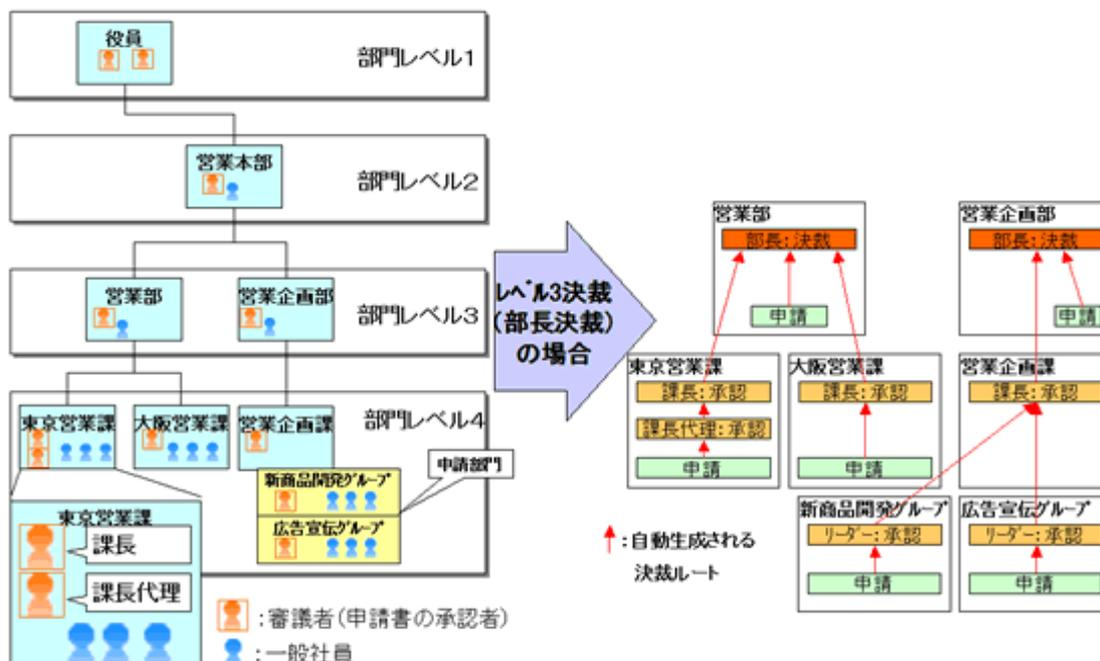 役員
部門レベル1
営業本部
部門レベル2
営業部
営業企画部
部門レベル3
東京営業課
大阪営業課
営業企画課
部門レベル4
申請部門
新商品開発グループ
広告宣伝グループ
東京営業課
課長
課長代理
:審議者(申請書の承認者)
:一般社員
レベル3決裁
(部長決裁)
の場合
営業部
部長:決裁
申請
営業企画部
部長:決裁
申請
東京営業課
課長:承認
課長代理:承認
申請
大阪営業課
課長:承認
申請
営業企画課
課長:承認
新商品開発グループ
リーダー:承認
申請
広告宣伝グループ
リーダー:承認
申請
:自動生成される
決裁ルート